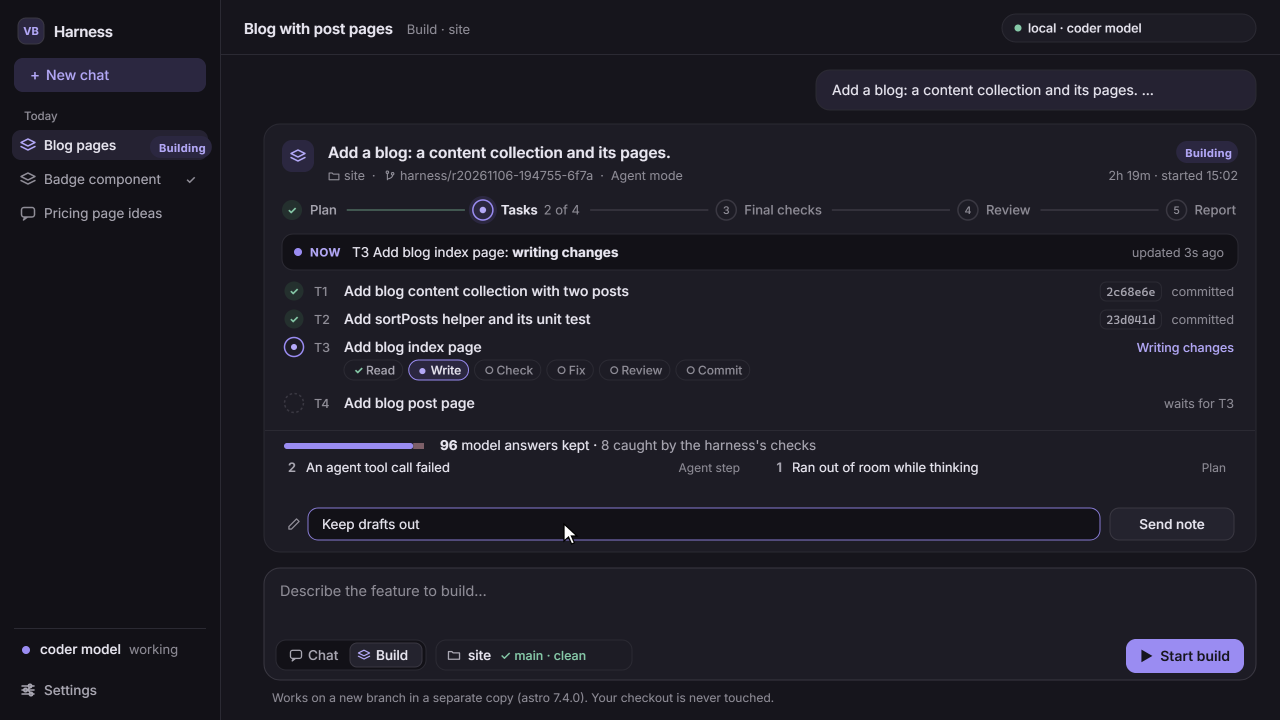 VB Harness
+ New chat
Today
Blog pages Building
Badge component
Pricing page ideas
coder model working
Settings
Blog with post pages Build · site
local · coder model
Add a blog: a content collection and its pages. ...
Add a blog: a content collection and its pages.
Building
site · harness/r20261106-194755-6f7a · Agent mode
2h 19m · started 15:02
Plan Tasks 2 of 4 3 Final checks 4 Review 5 Report
NOW T3 Add blog index page: writing changes updated 3s ago
T1 Add blog content collection with two posts 2c68e6e committed
T2 Add sortPosts helper and its unit test 23d041d committed
T3 Add blog index page Writing changes
Read Write Check Fix Review Commit
T4 Add blog post page waits for T3
96 model answers kept · 8 caught by the harness's checks
2 An agent tool call failed Agent step 1 Ran out of room while thinking Plan
Keep drafts out Send note
Describe the feature to build...
Chat Build site main · clean Start build
Works on a new branch in a separate copy (astro 7.4.0). Your checkout is never touched.